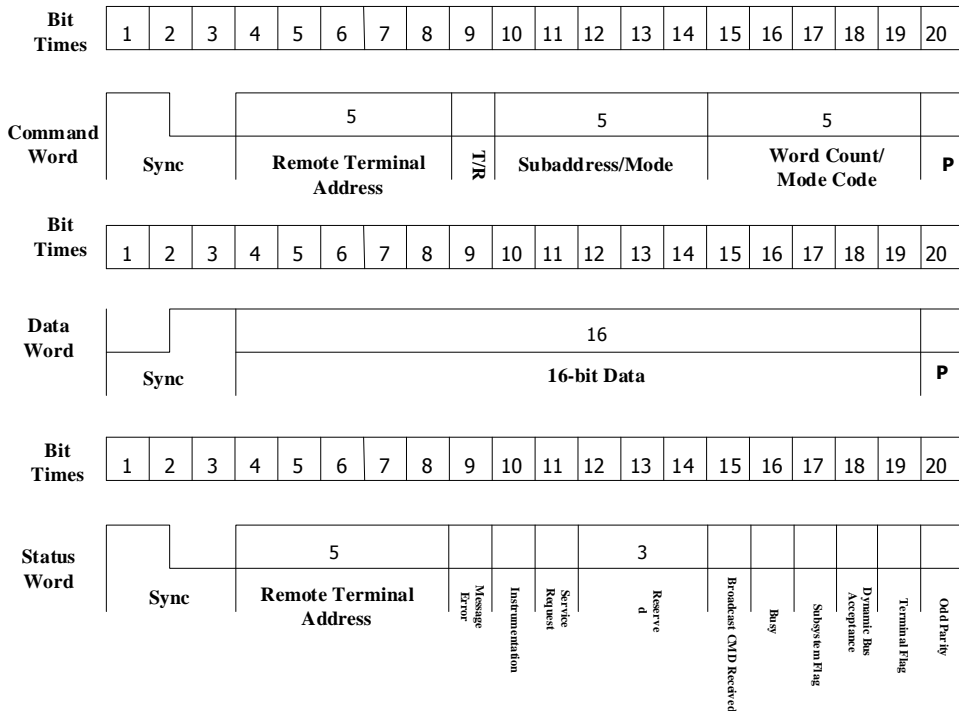 Bit
Times
1 2 3 4 5 6 7 8 9 10 11 12 13 14 15 16 17 18 19 20
Command
Word
5 5 5
Sync
Remote Terminal
Address
T/R
Subaddress/Mode
Word Count/
Mode Code
P
Bit
Times
1 2 3 4 5 6 7 8 9 10 11 12 13 14 15 16 17 18 19 20
Data
Word
16
Sync
16-bit Data
P
Bit
Times
1 2 3 4 5 6 7 8 9 10 11 12 13 14 15 16 17 18 19 20
Status
Word
5 3
Sync
Remote Terminal
Address
Message
Error
Instrumentation
Service
Request
Reserve
d
Broadcast CMD Received
Busy
Subsystem Flag
Dynamic Bus
Acceptance
Terminal Flag
Odd Parity